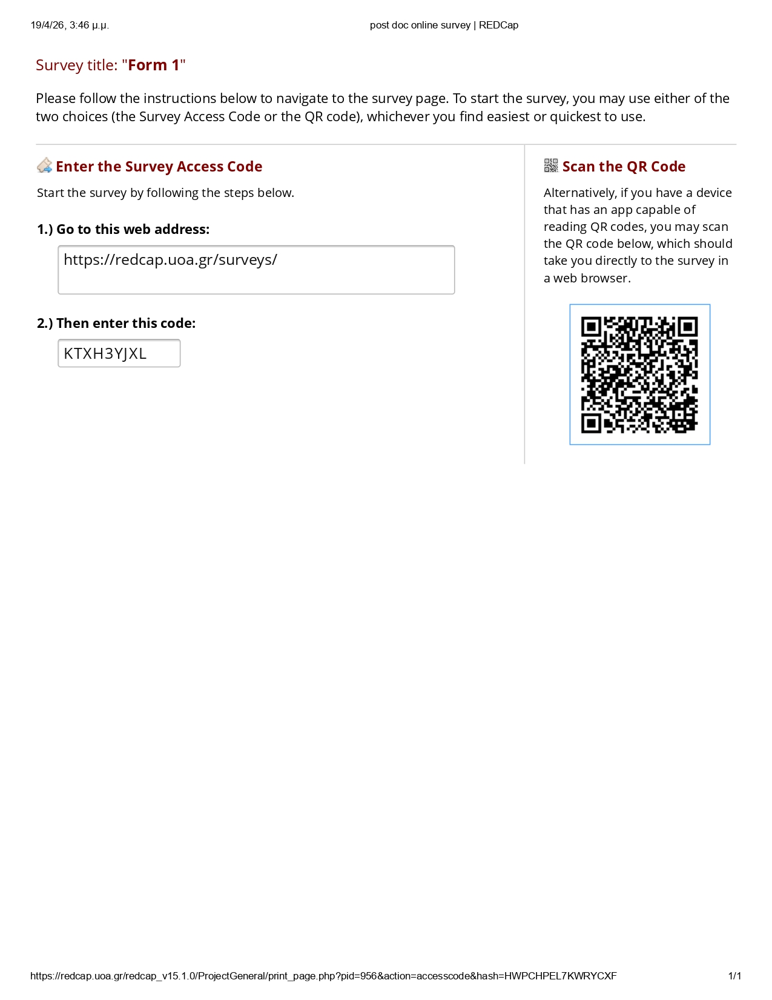 19/4/26, 3:46 μ.μ.
post doc online survey | REDCap
Survey title: "Form 1"
Please follow the instructions below to navigate to the survey page. To start the survey, you may use either of the
two choices (the Survey Access Code or the QR code), whichever you find easiest or quickest to use.
Enter the Survey Access Code
Start the survey by following the steps below.
1.) Go to this web address:
https://redcap.uoa.gr/surveys/
2.) Then enter this code:
KTXH3YJXL
Scan the QR Code
Alternatively, if you have a device
that has an app capable of
reading QR codes, you may scan
the QR code below, which should
take you directly to the survey in
a web browser.
https://redcap.uoa.gr/redcap_v15.1.0/ProjectGeneral/print_page.php?pid=956&action=accesscode&hash=HWPCHPEL7KWRYCXF
1/1